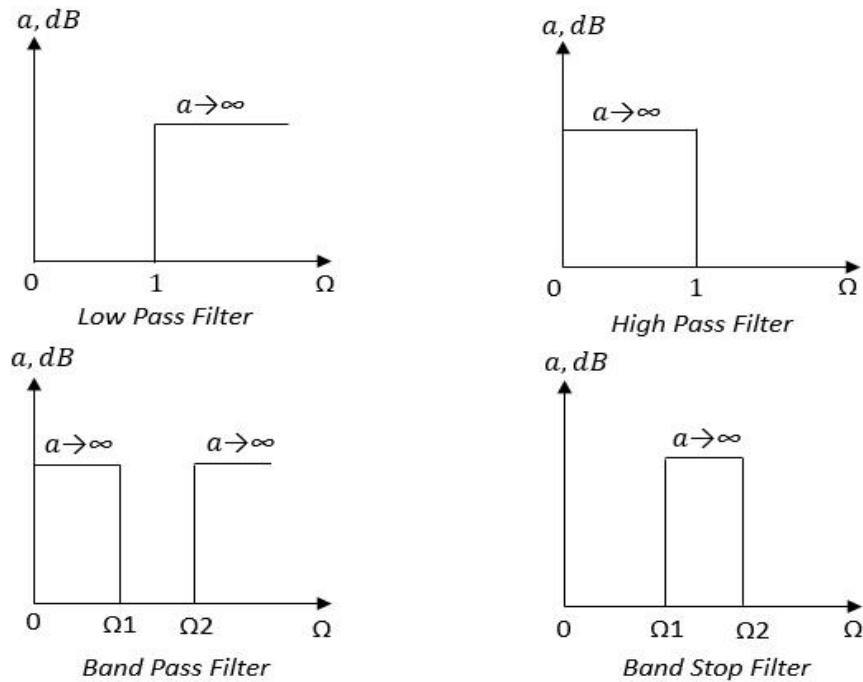 a, dB
a→∞
0 1 Ω
Low Pass Filter
a, dB
a→∞
0 1 Ω
High Pass Filter
a, dB
a→∞ a→∞
0 Ω1 Ω2 Ω
Band Pass Filter
a, dB
a→∞
0 Ω1 Ω2 Ω
Band Stop Filter